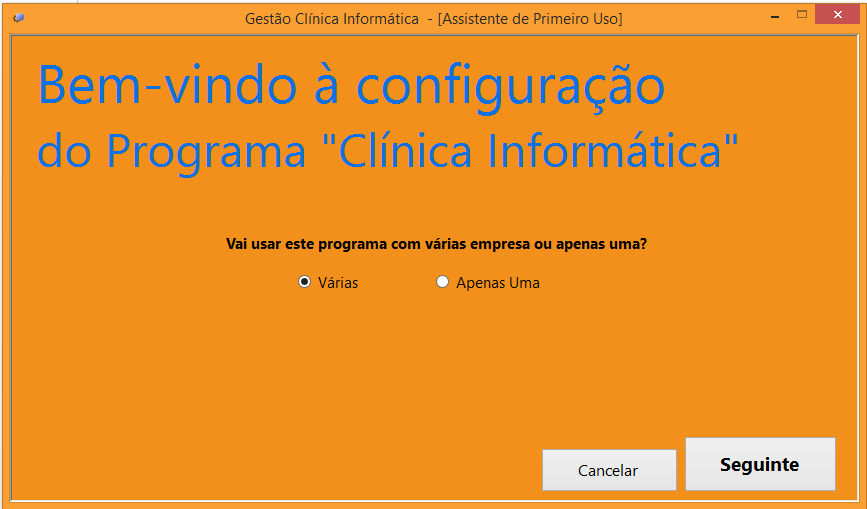 Gestão Clínica Informática - [Assistente de Primeiro Uso]
Bem-vindo à configuração
do Programa "Clínica Informática"
Vai usar este programa com várias empresa ou apenas uma?
Várias Apenas Uma
Cancelar Seguinte